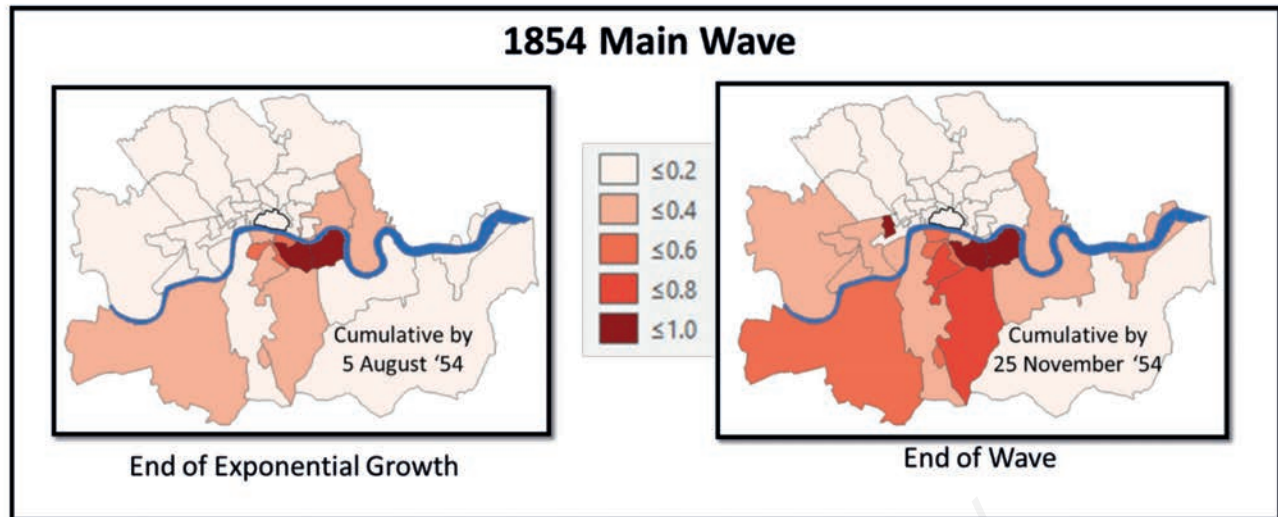 1854 Main Wave
Cumulative by
5 August ‘54
≤0.2
≤0.4
≤0.6
≤0.8
≤1.0
Cumulative by
25 November ‘54
End of Exponential Growth
End of Wave